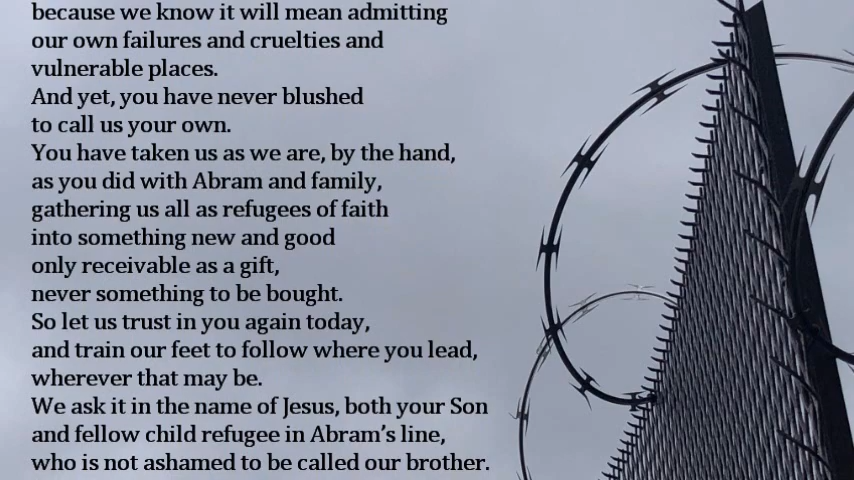 because we know it will mean admitting
our own failures and cruelties and
vulnerable places.
And yet, you have never blushed
to call us your own.
You have taken us as we are, by the hand,
as you did with Abram and family,
gathering us all as refugees of faith
into something new and good
only receivable as a gift,
never something to be bought.
So let us trust in you again today,
and train our feet to follow where you lead,
wherever that may be.
We ask it in the name of Jesus, both your Son
and fellow child refugee in Abram’s line,
who is not ashamed to be called our brother.